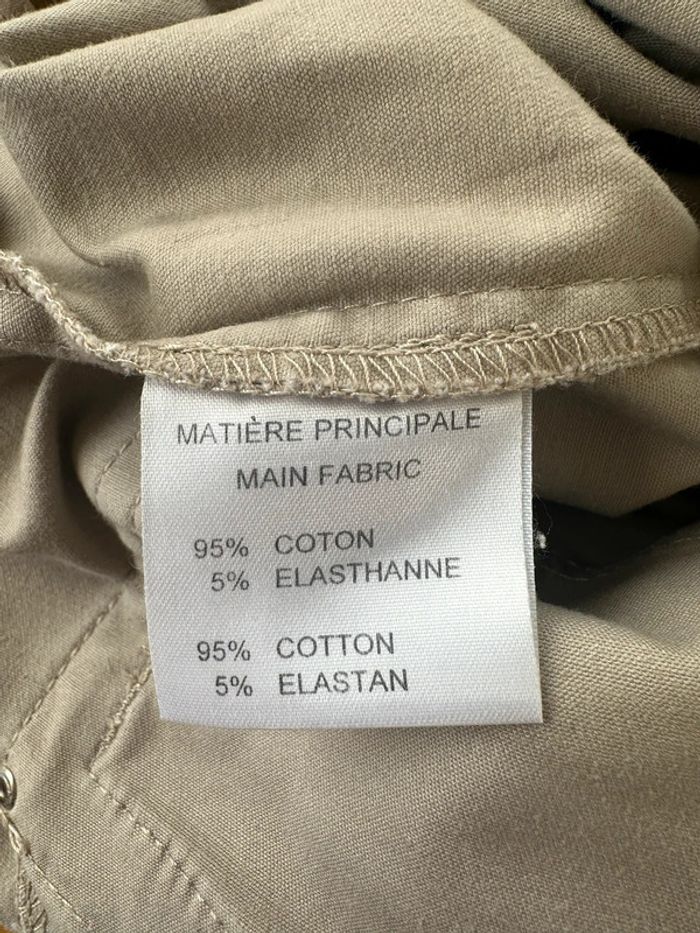 MATIÈRE PRINCIPALE
MAIN FABRIC
95% COTON
5% ELASTHANNE
95% COTTON
5% ELASTAN